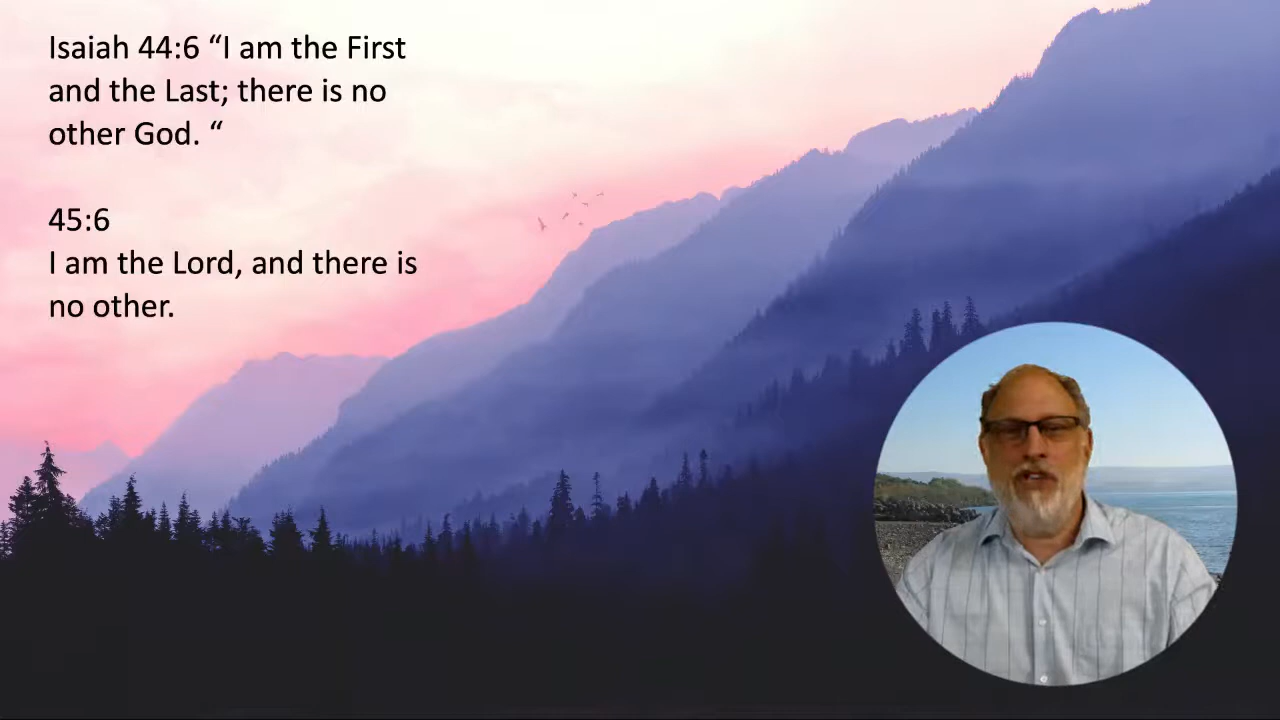 Isaiah 44:6 “I am the First
and the Last; there is no
other God. “
45:6
I am the Lord, and there is
no other.